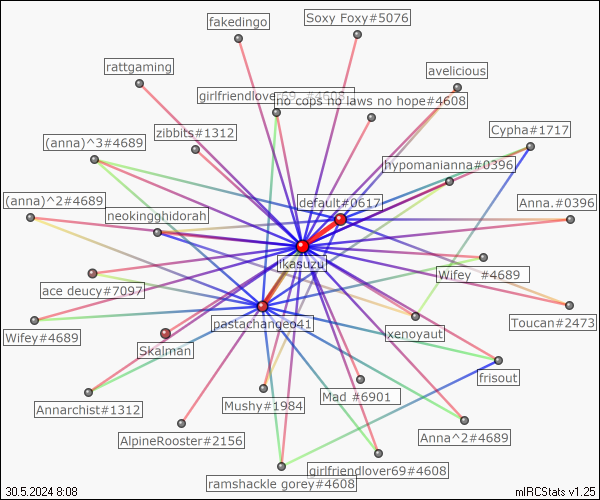 fakedingo
Soxy Foxy#5076
rattgaming
avelicious
girlfriendlover69 #4608
no cops no laws no hope#4608
zibbits#1312
Cypha#1717
(anna)^3#4689
hypomanianna#0396
(anna)^2#4689
default#0617
Anna.#0396
neokingghidorah
jkasuzu
Wifey #4689
ace deucy#7097
Toucan#2473
pastachangeo41
Wifey#4689
xenoyaut
Skalman
frisout
Mushy#1984
Mad #6901
Annarchist#1312
AlpineRooster#2156
Anna^2#4689
girlfriendlover69#4608
ramshackle gorey#4608
30.5.2024 8:08
mIRCStats v1.25